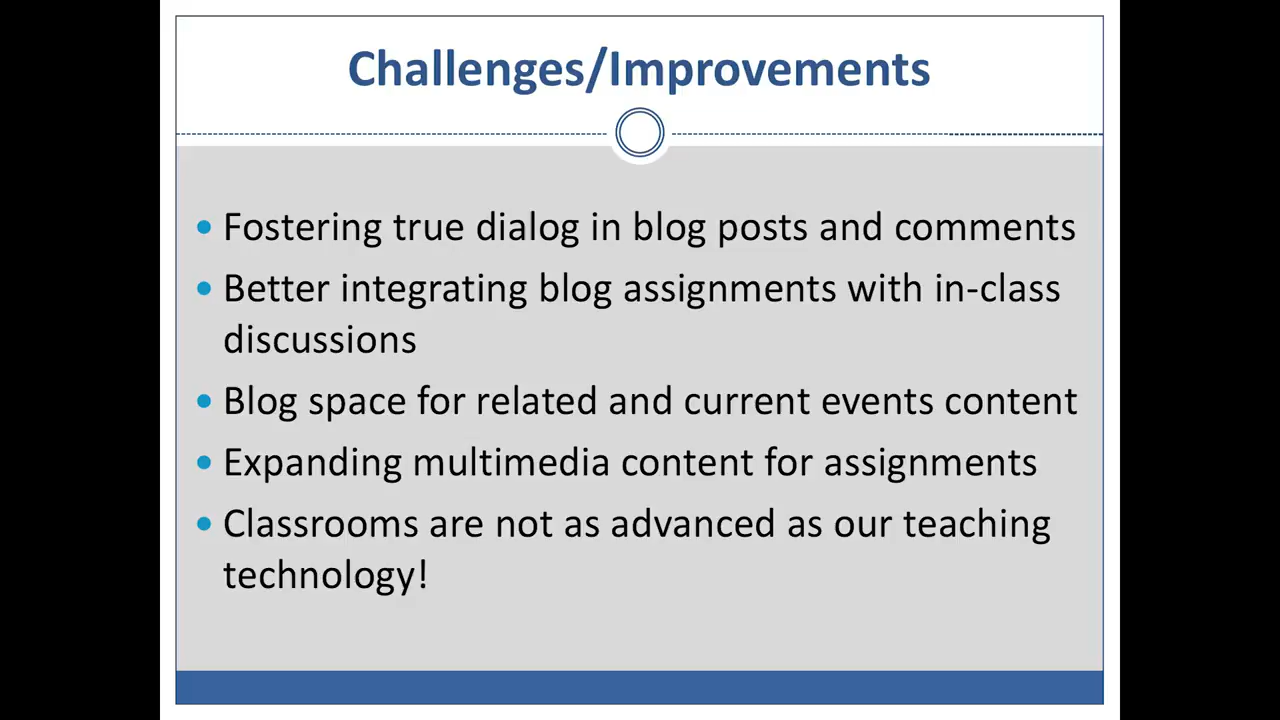 Challenges/Improvements
Fostering true dialog in blog posts and comments
Better integrating blog assignments with in-class
discussions
Blog space for related and current events content
Expanding multimedia content for assignments
Classrooms are not as advanced as our teaching
technology!